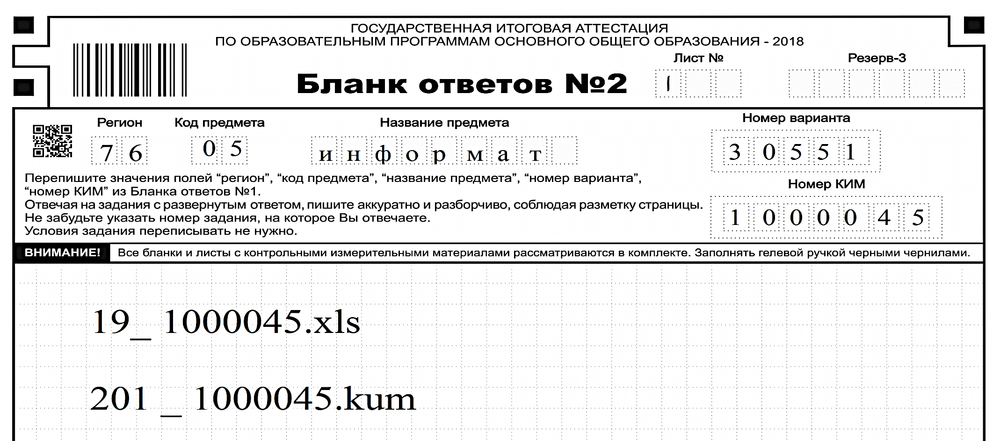 ГОСУДАРСТВЕННАЯ ИТОГОВАЯ АТТЕСТАЦИЯ
ПО ОБРАЗОВАТЕЛЬНЫМ ПРОГРАММАМ ОСНОВНОГО ОБЩЕГО ОБРАЗОВАНИЯ - 2018
Лист № Резерв-3
Бланк ответов №2 1
Регион Код предмета Название предмета Номер варианта
76 05 информат 30551
Перепишите значения полей “регион”, “код предмета”, “название предмета”, “номер варианта”,
“номер КИМ” из Бланка ответов №1.
Номер КИМ
Отвечая на задания с развернутым ответом, пишите аккуратно и разборчиво, соблюдая разметку страницы.
1000045
Не забудьте указать номер задания, на которое Вы отвечаете.
Условия задания переписывать не нужно.
ВНИМАНИЕ! Все бланки и листы с контрольными измерительными материалами рассматриваются в комплекте. Заполнять гелевой ручкой черными чернилами.
19_ 1000045.xls
201 _ 1000045.kum